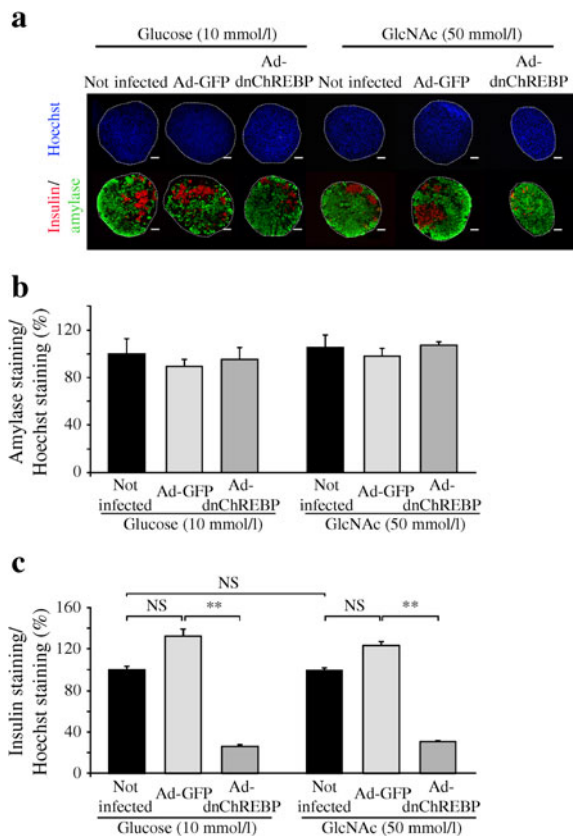 a
Glucose (10 mmol/l) GlcNAc (50 mmol/l)
Not infected Ad-GFP Ad-dnChREBP Not infected Ad-GFP Ad-dnChREBP
Hoechst
Insulin/amylase
b
Amylase staining/
Hoechst staining (%)
120
80
40
0
Not infected Ad-GFP Ad-dnChREBP Not infected Ad-GFP Ad-dnChREBP
Glucose (10 mmol/l) GlcNAc (50 mmol/l)
c
Insulin staining/
Hoechst staining (%)
NS
NS ** NS **
160
120
80
40
0
Not infected Ad-GFP Ad-dnChREBP Not infected Ad-GFP Ad-dnChREBP
Glucose (10 mmol/l) GlcNAc (50 mmol/l)